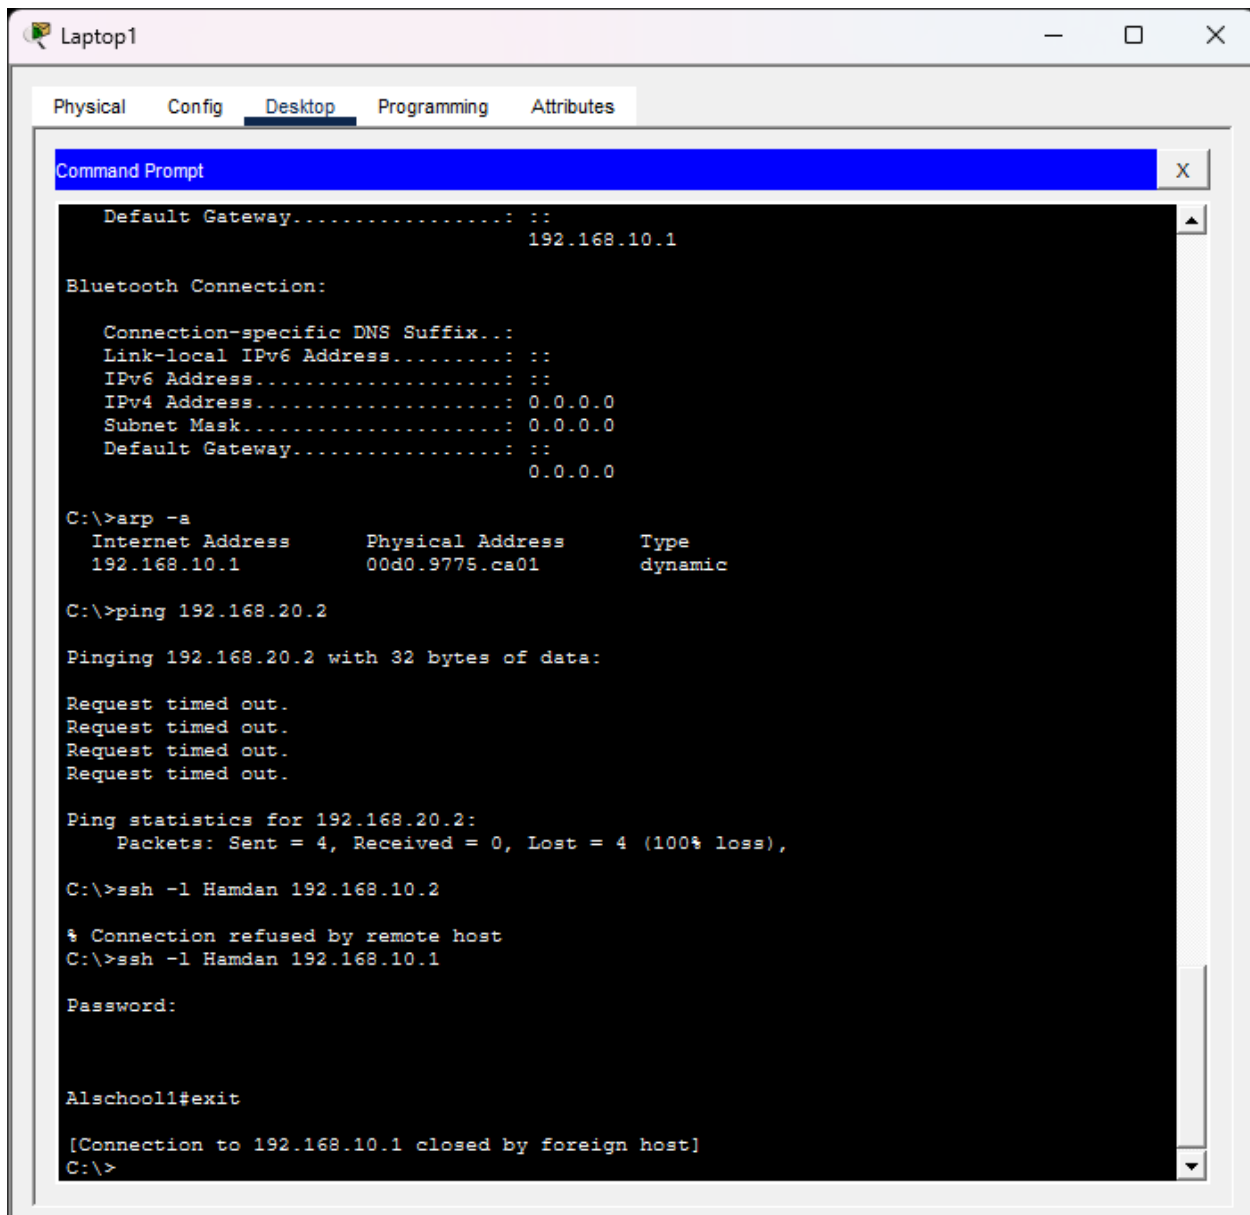 Laptop1
Physical Config Desktop Programming Attributes
Command Prompt X
Default Gateway.................: ::
192.168.10.1
Bluetooth Connection:
Connection-specific DNS Suffix..:
Link-local IPv6 Address.........: ::
IPv6 Address....................: ::
IPv4 Address....................: 0.0.0.0
Subnet Mask.....................: 0.0.0.0
Default Gateway.................: ::
0.0.0.0
C:\>arp -a
Internet Address Physical Address Type
192.168.10.1 00d0.9775.ca01 dynamic
C:\>ping 192.168.20.2
Pinging 192.168.20.2 with 32 bytes of data:
Request timed out.
Request timed out.
Request timed out.
Request timed out.
Ping statistics for 192.168.20.2:
Packets: Sent = 4, Received = 0, Lost = 4 (100% loss),
C:\>ssh -l Hamdan 192.168.10.2
% Connection refused by remote host
C:\>ssh -l Hamdan 192.168.10.1
Password:
Alschool1#exit
[Connection to 192.168.10.1 closed by foreign host]
C:\>